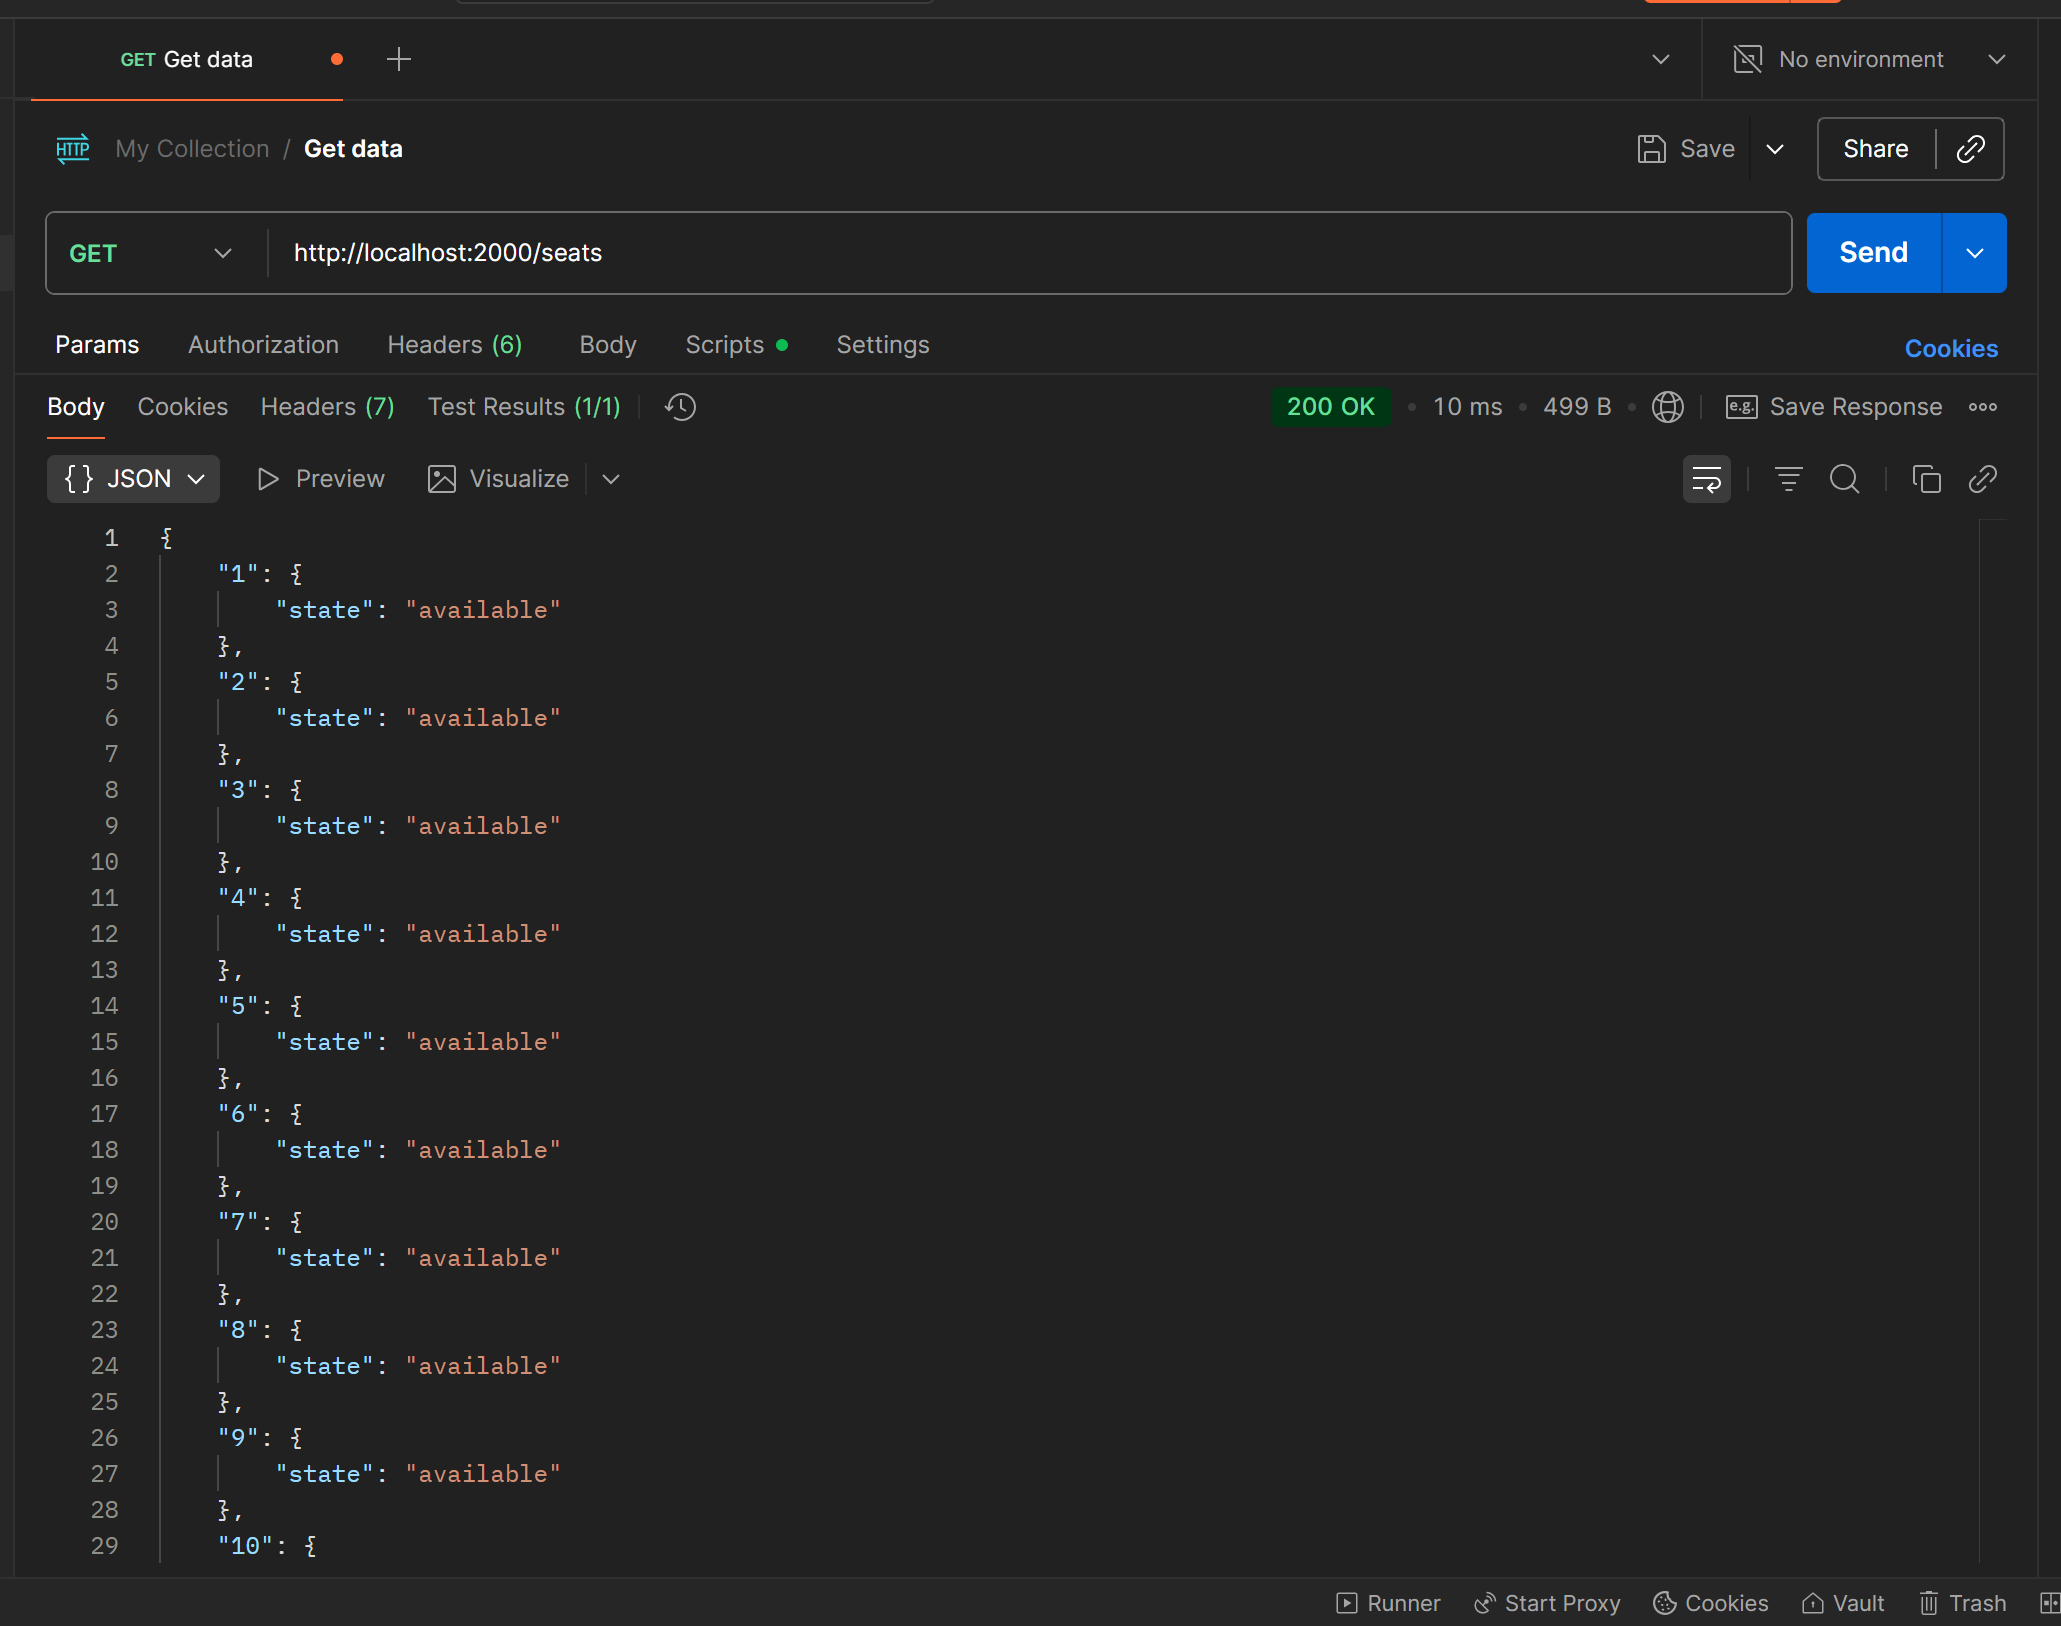 GET Get data
No environment
HTTP My Collection / Get data
Save
Share
GET
http://localhost:2000/seats
Send
Params Authorization Headers (6) Body Scripts Settings
Cookies
Body Cookies Headers (7) Test Results (1/1)
200 OK • 10 ms • 499 B •
e.g. Save Response
{ } JSON Preview Visualize
1 {
2 "1": {
3 "state": "available"
4 },
5 "2": {
6 "state": "available"
7 },
8 "3": {
9 "state": "available"
10 },
11 "4": {
12 "state": "available"
13 },
14 "5": {
15 "state": "available"
16 },
17 "6": {
18 "state": "available"
19 },
20 "7": {
21 "state": "available"
22 },
23 "8": {
24 "state": "available"
25 },
26 "9": {
27 "state": "available"
28 },
29 "10": {
Runner Start Proxy Cookies Vault Trash